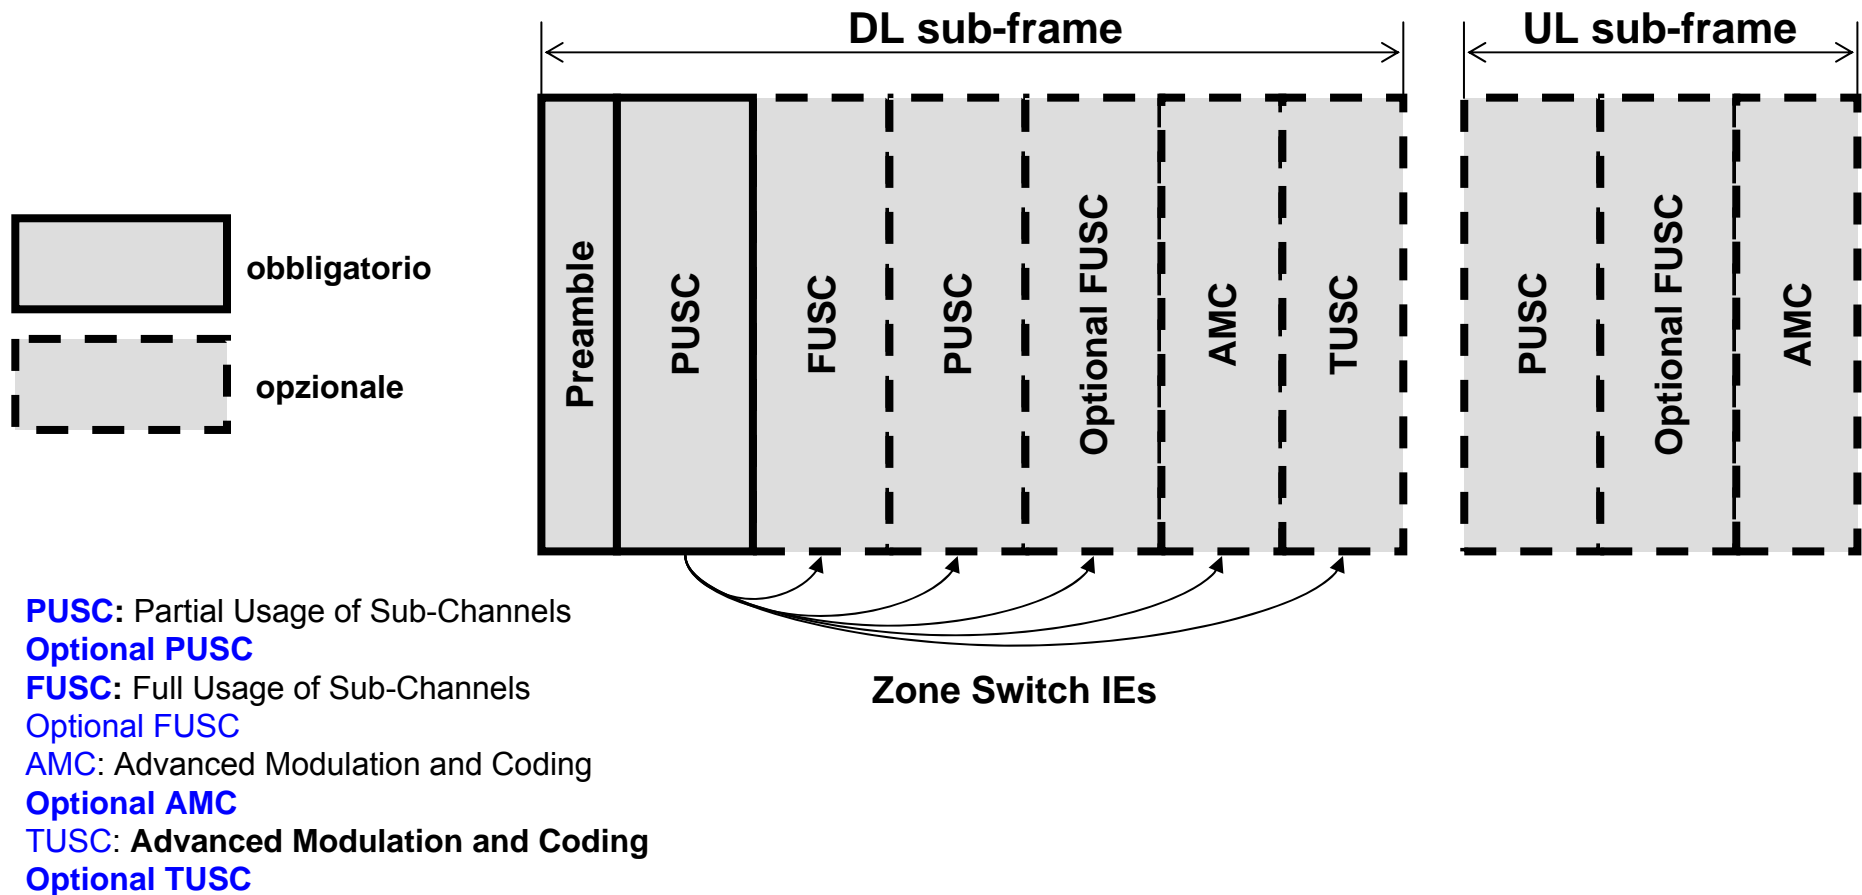 DL sub-frame
UL sub-frame
Preamble
PUSC
FUSC
PUSC
Optional FUSC
AMC
TUSC
PUSC
Optional FUSC
AMC
obbligatorio
opzionale
Zone Switch IEs
PUSC: Partial Usage of Sub-Channels
Optional PUSC
FUSC: Full Usage of Sub-Channels
Optional FUSC
AMC: Advanced Modulation and Coding
Optional AMC
TUSC: Advanced Modulation and Coding
Optional TUSC